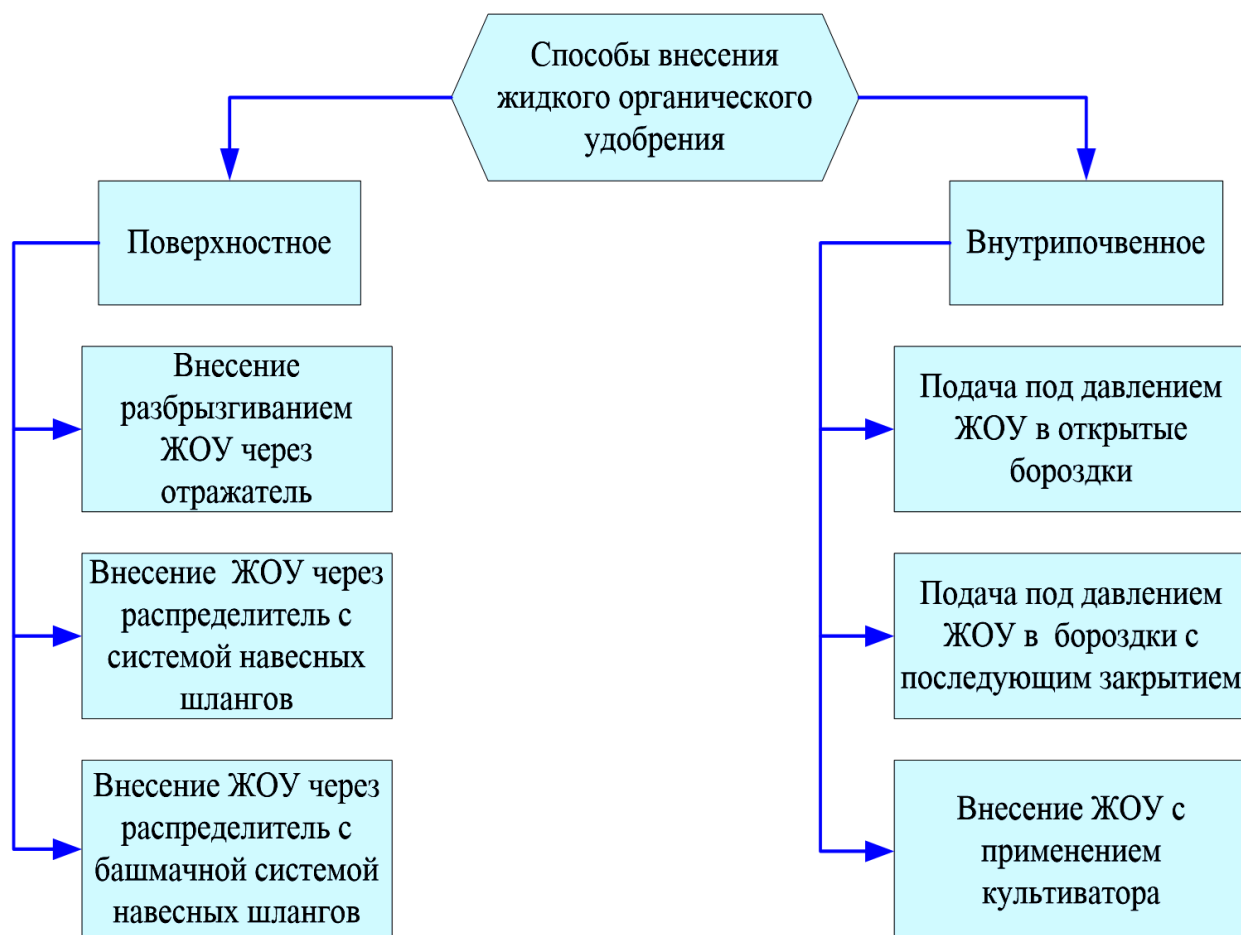 Способы внесения
жидкого органического
удобрения
Поверхностное
Внутрипочвенное
Внесение
разбрызгиванием
ЖОУ через
отражатель
Подача под давлением
ЖОУ в открытые
бороздки
Внесение ЖОУ через
распределитель с
системой навесных
шлангов
Подача под давлением
ЖОУ в бороздки с
последующим закрытием
Внесение ЖОУ через
распределитель с
башмачной системой
навесных шлангов
Внесение ЖОУ с
применением
культиватора